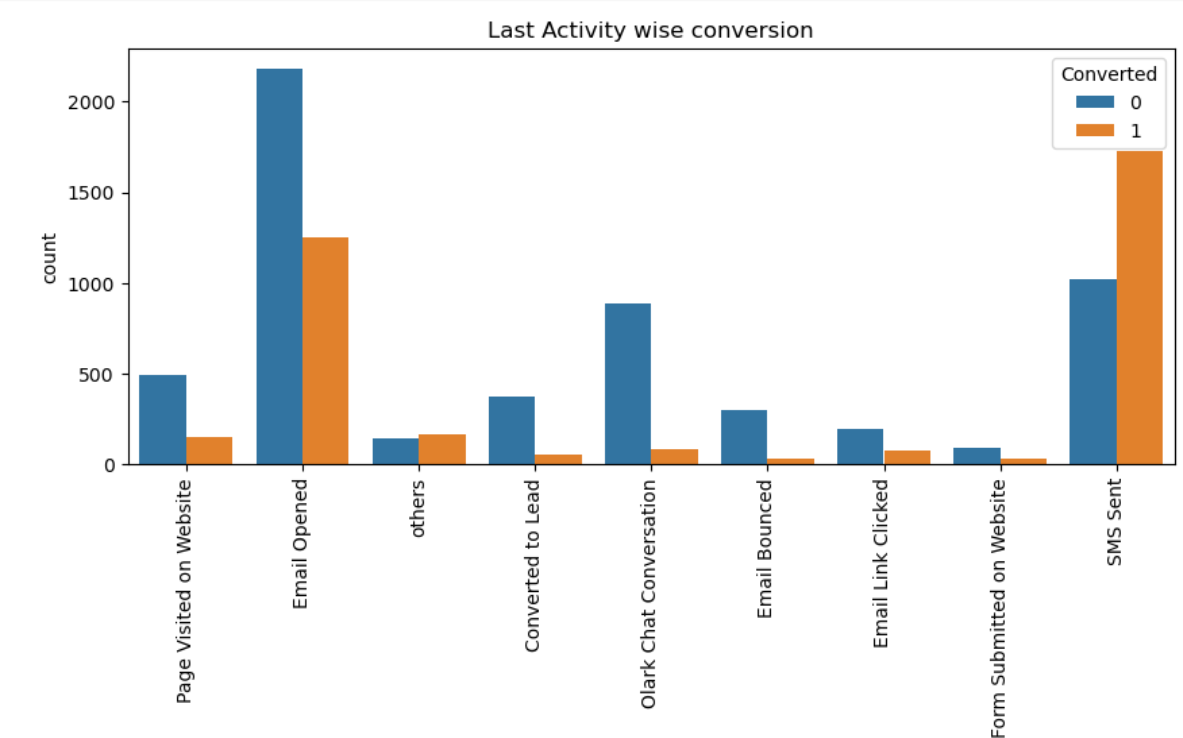 Last Activity wise conversion
Converted
0
1
count
2000
1500
1000
500
0
Page Visited on Website
Email Opened
others
Converted to Lead
Olark Chat Conversation
Email Bounced
Email Link Clicked
Form Submitted on Website
SMS Sent